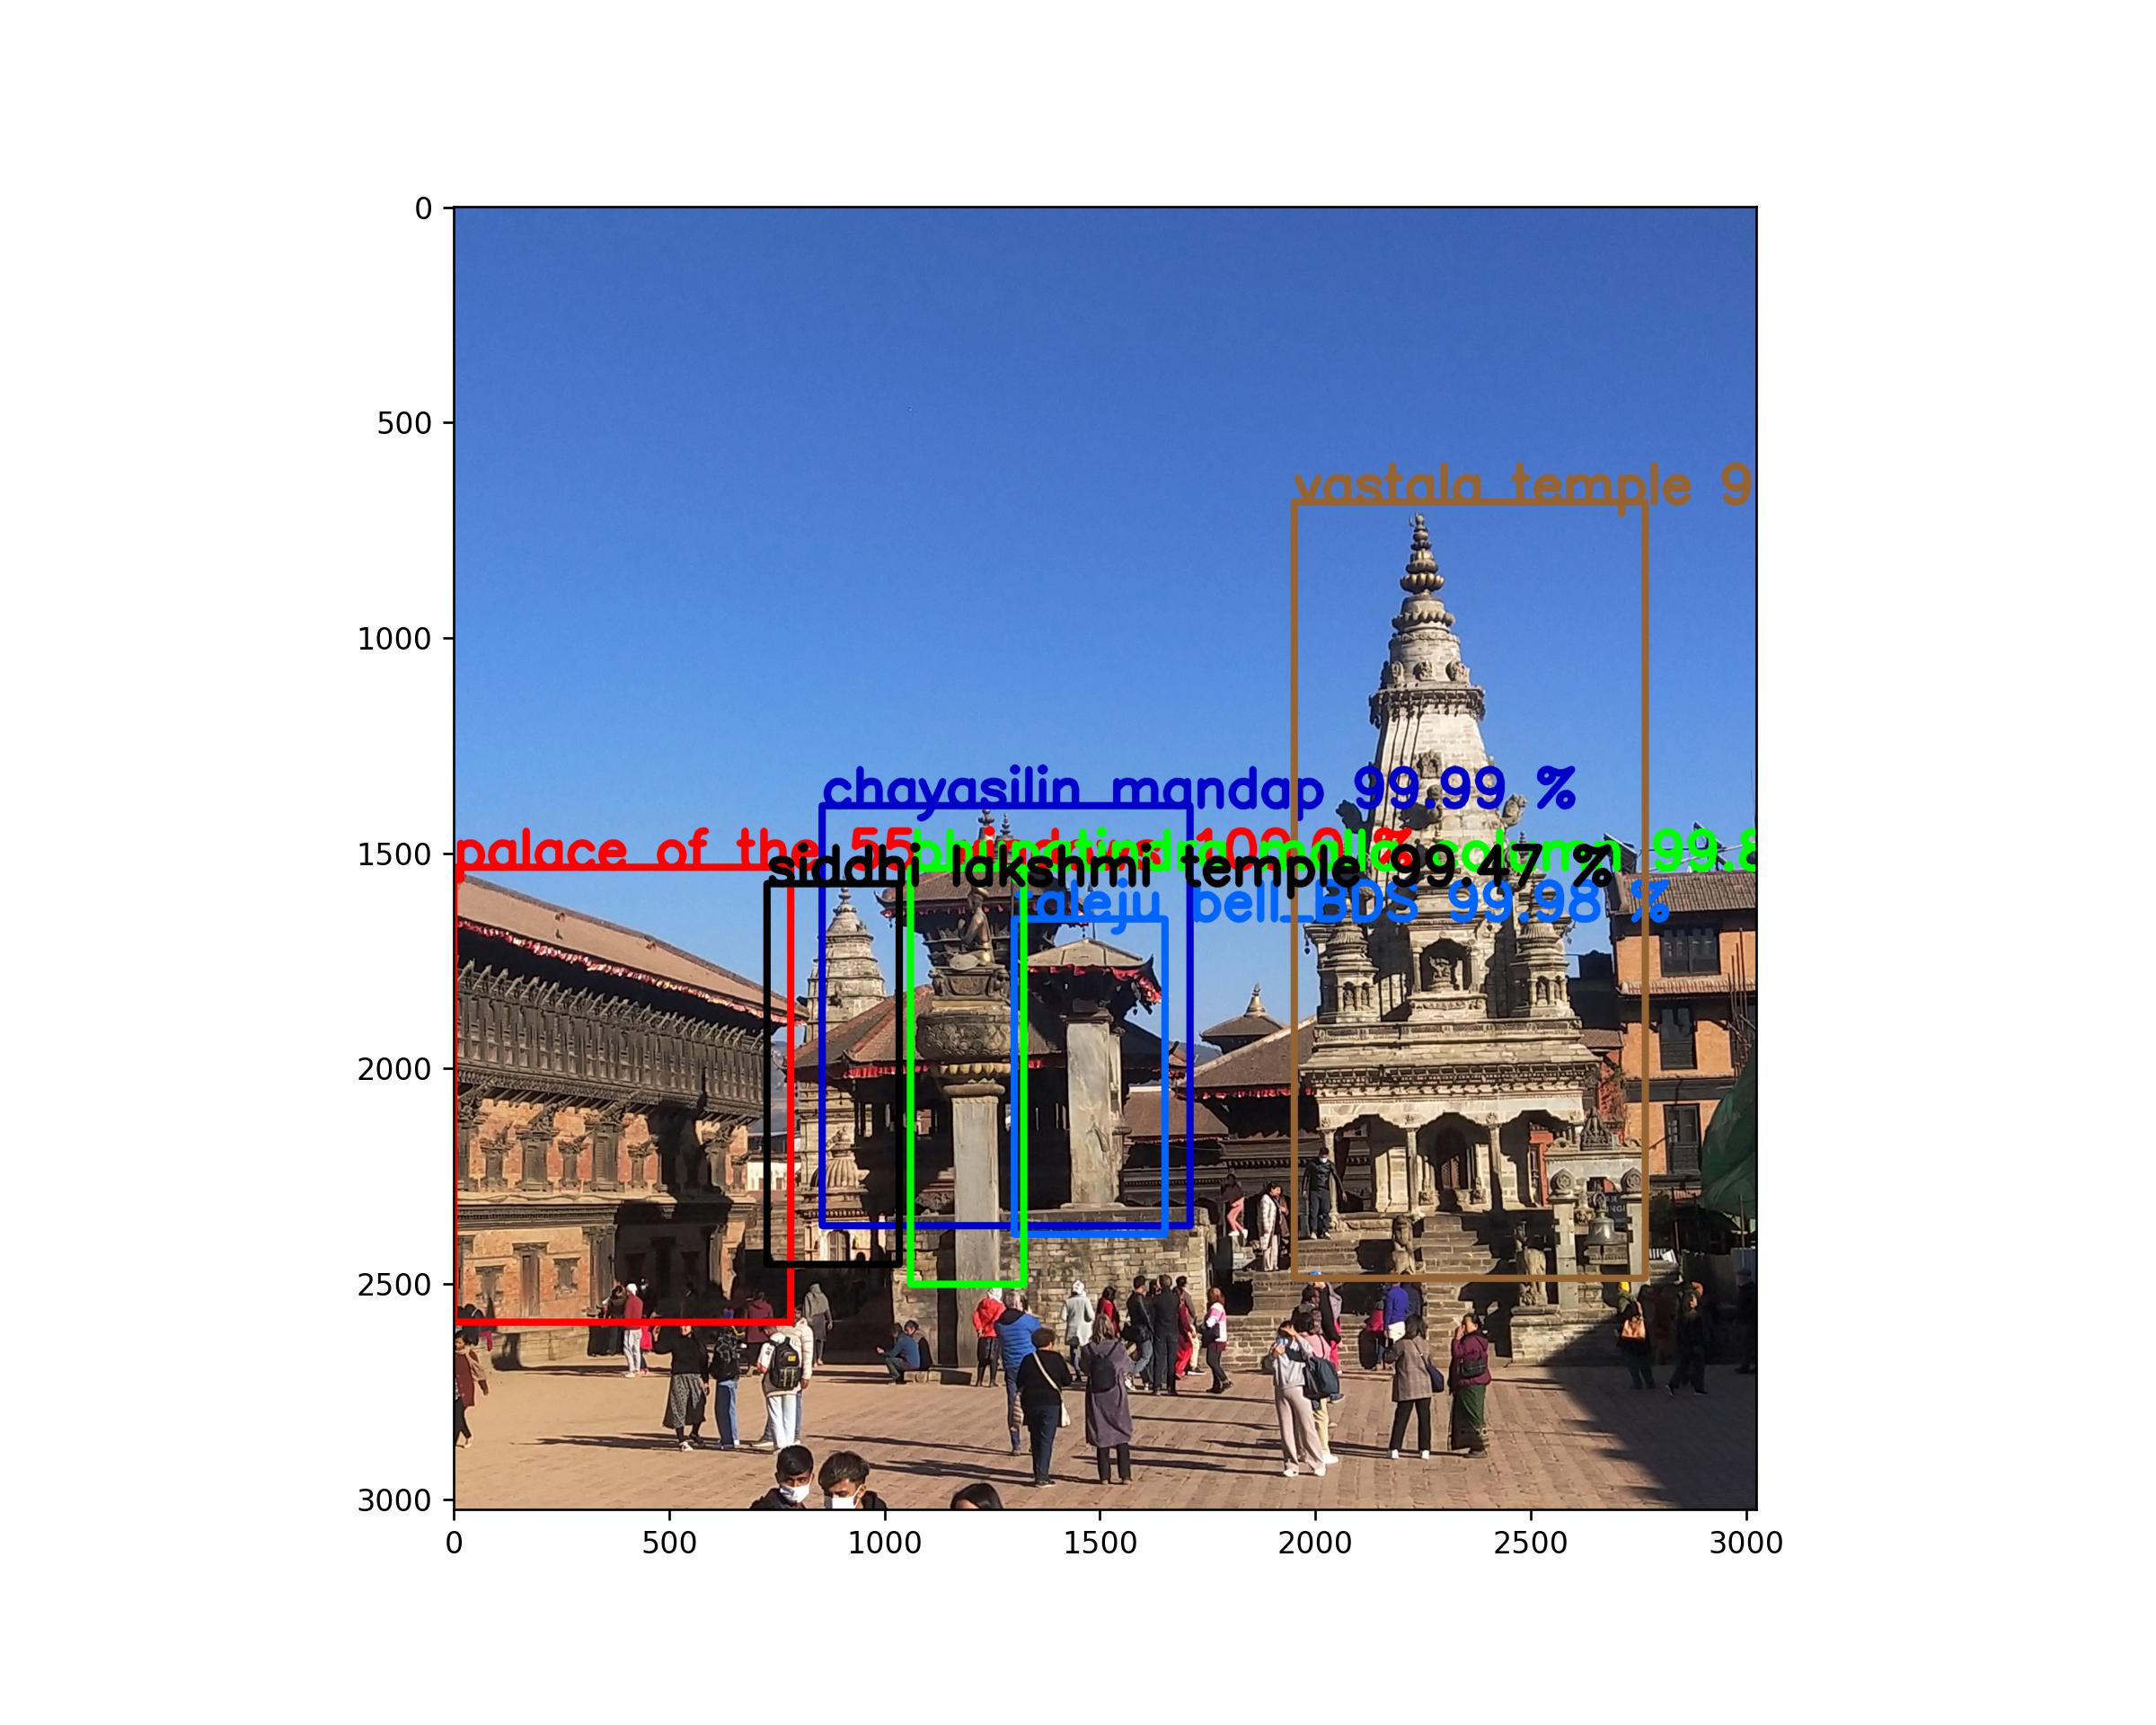 0
500
vastala temple 9
1000
chayasilin mandap 99.99 %
1500
palace of the 55 windows 100.0 %
bhupatindra malla column 99.8
siddhi lakshmi temple 99.47 %
taleju bell_BDS 99.98 %
2000
2500
3000
0 500 1000 1500 2000 2500 3000